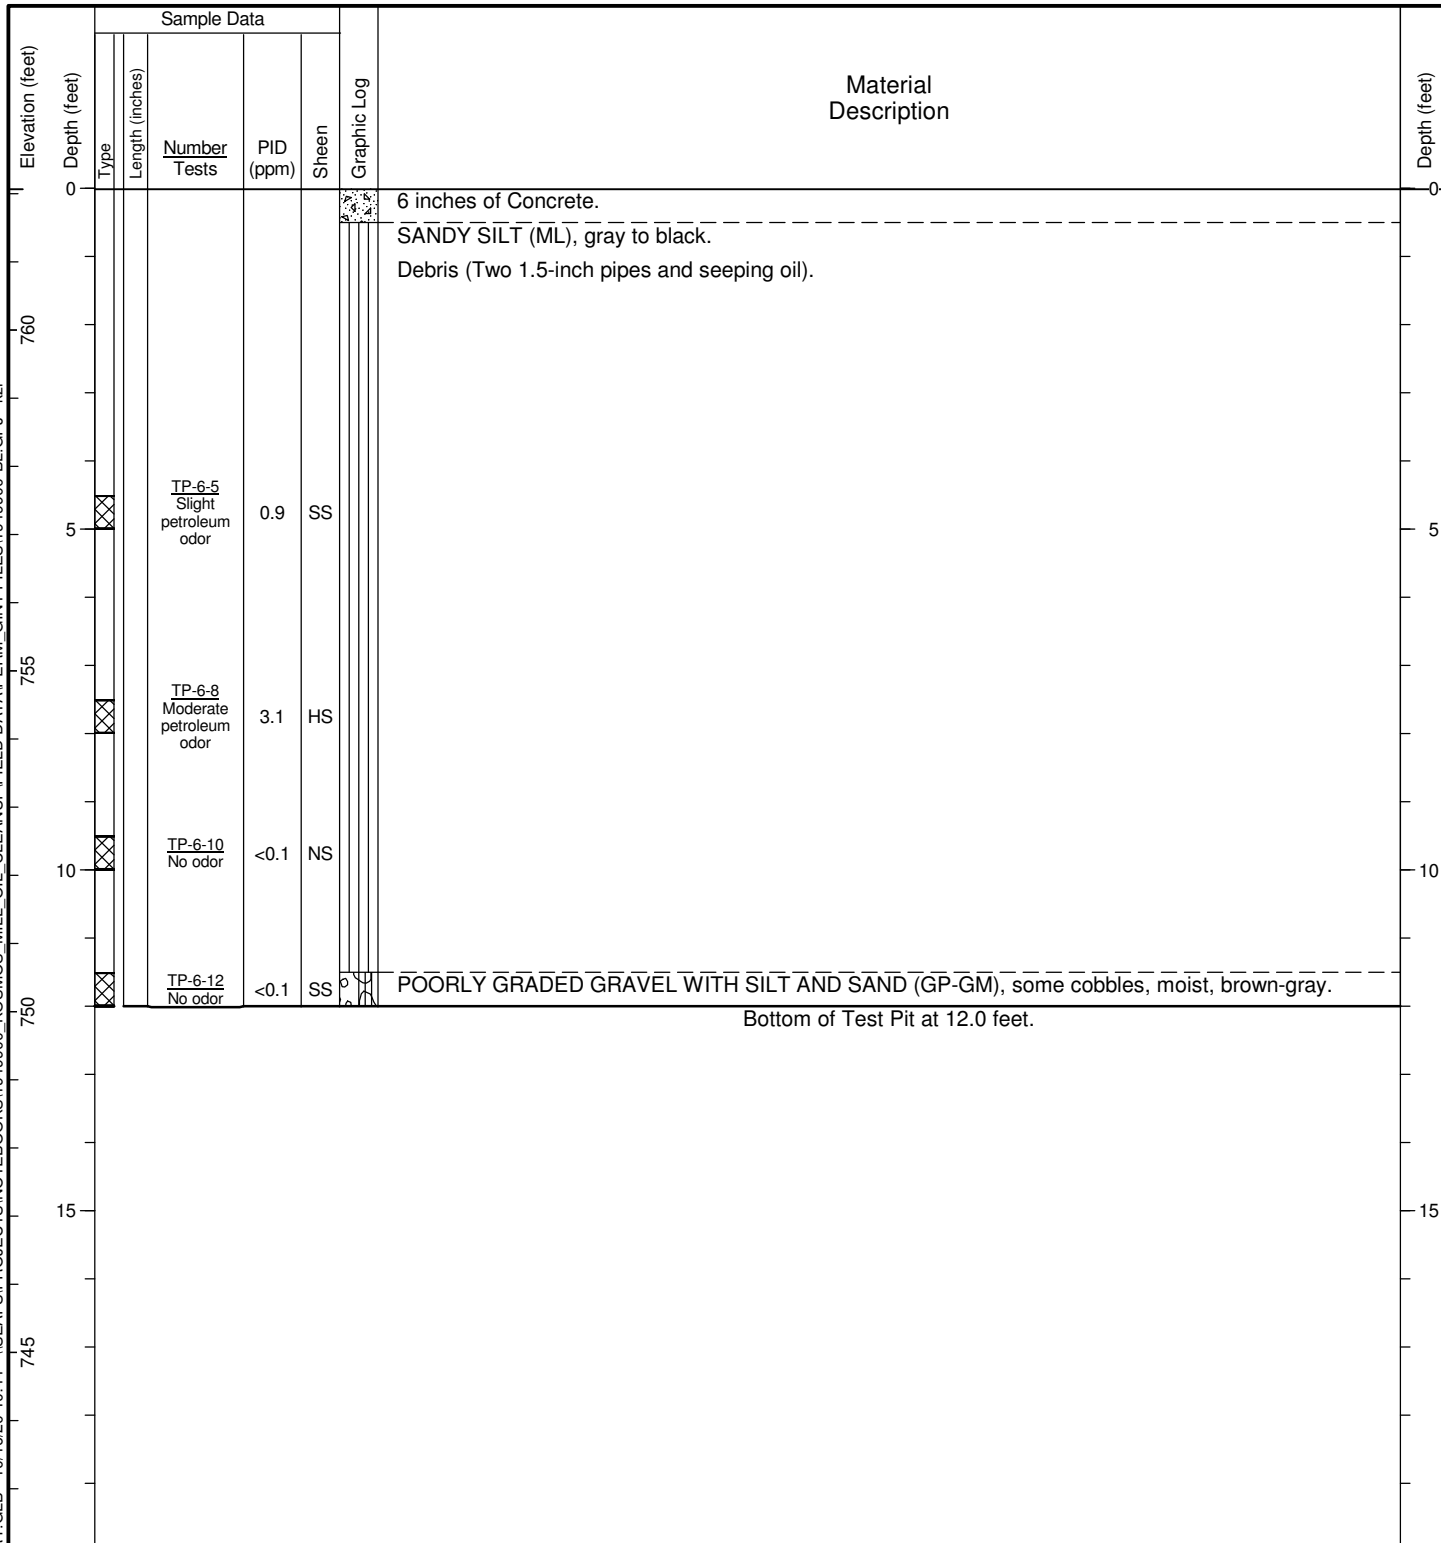 Sample Data
Elevation (feet)
Depth (feet)
Type
Length (inches)
Number
Tests
PID
(ppm)
Sheen
Graphic Log
Material
Description
Depth (feet)
0
0
6 inches of Concrete.
SANDY SILT (ML), gray to black.
Debris (Two 1.5-inch pipes and seeping oil).
760
TP-6-5
Slight
petroleum
odor
0.9
SS
5
5
755
TP-6-8
Moderate
petroleum
odor
3.1
HS
TP-6-10
No odor
<0.1
NS
10
10
TP-6-12
No odor
<0.1
SS
POORLY GRADED GRAVEL WITH SILT AND SAND (GP-GM), some cobbles, moist, brown-gray.
750
Bottom of Test Pit at 12.0 feet.
15
15
745